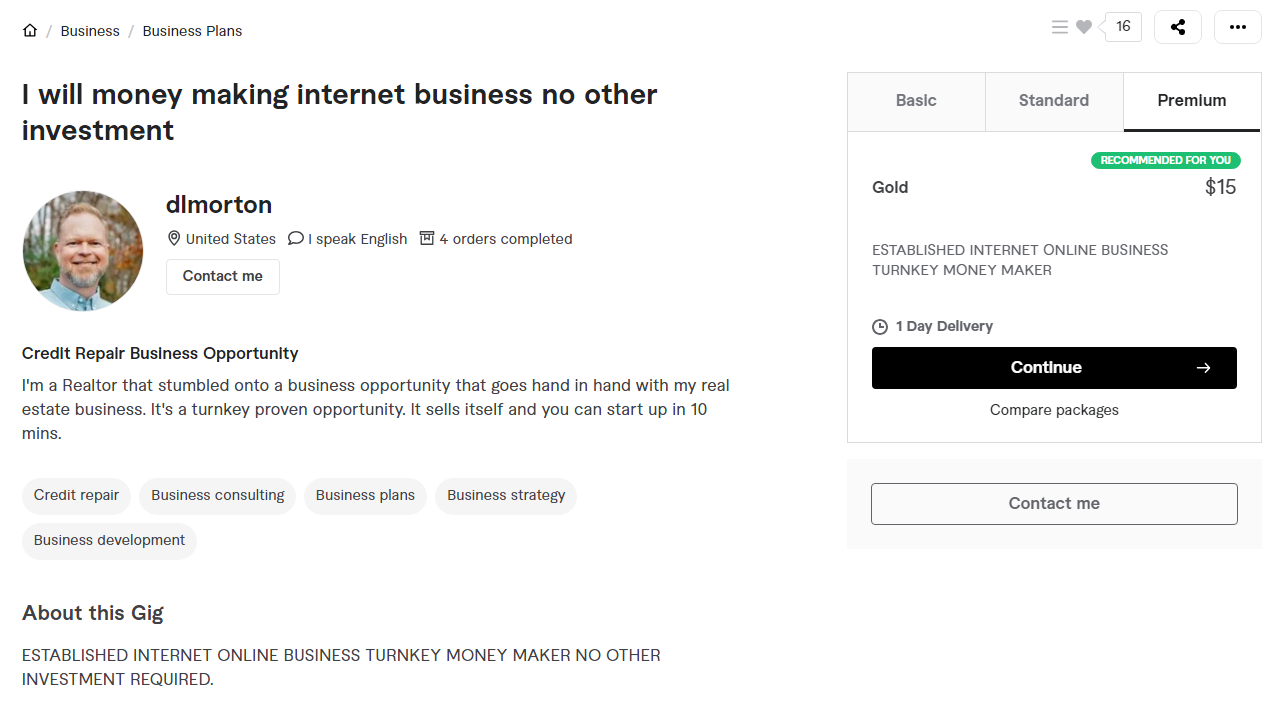 / Business / Business Plans
16
I will money making internet business no other
investment
dlmorton
United States I speak English 4 orders completed
Contact me
Credit Repair Business Opportunity
I'm a Realtor that stumbled onto a business opportunity that goes hand in hand with my real
estate business. It's a turnkey proven opportunity. It sells itself and you can start up in 10
mins.
Credit repair Business consulting Business plans Business strategy
Business development
About this Gig
ESTABLISHED INTERNET ONLINE BUSINESS TURNKEY MONEY MAKER NO OTHER
INVESTMENT REQUIRED.
Basic Standard Premium
RECOMMENDED FOR YOU
Gold $15
ESTABLISHED INTERNET ONLINE BUSINESS
TURNKEY MONEY MAKER
1 Day Delivery
Continue →
Compare packages
Contact me